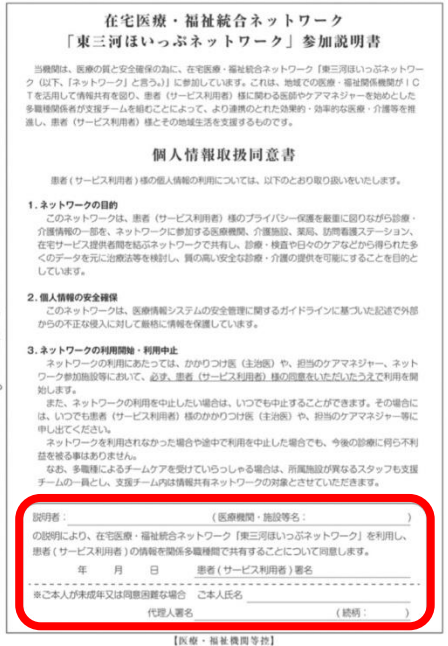 在宅医療・福祉統合ネットワーク
「東三河ほいっぷネットワーク」参加説明書
当機関は、医療の質と安全確保の為に、在宅医療・福祉統合ネットワーク「東三河ほいっぷネットワー
ク（以下、「ネットワーク」と言う。）」に参加しています。これは、地域での医療・福祉関係機関がＩＣ
Ｔを活用して情報共有を図り、患者（サービス利用者）様に関わる医師やケアマネジャーを始めとした
多職種関係者が支援チームを組むことによって、より連携のとれた効果的・効率的な医療・介護等を推
進し、患者（サービス利用者）様とその地域生活を支援するものです。
個人情報取扱同意書
患者（サービス利用者）様の個人情報の利用については、以下のとおり取り扱いをいたします。
1. ネットワークの目的
このネットワークは、患者（サービス利用者）様のプライバシー保護を厳重に図りながら診療・
介護情報の一部を、ネットワークに参加する医療機関、介護施設、薬局、訪問看護ステーション、
在宅サービス提供者間を結ぶネットワークで共有し、診療・検査や日々のケアなどから得られた多
くのデータを元に治療法等を検討し、質の高い安全な診療・介護の提供を可能にすることを目的と
しています。
2. 個人情報の安全確保
このネットワークは、医療情報システムの安全管理に関するガイドラインに基づいた記述で外部
からの不正な侵入に対して厳格に情報を保護しています。
3. ネットワークの利用開始・利用中止
ネットワークの利用にあたっては、かかりつけ医（主治医）や、担当のケアマネジャー、ネット
ワーク参加施設等において、必ず、患者（サービス利用者）様の同意をいただいたうえで利用を開
始します。
また、ネットワークの利用を中止したい場合は、いつでも中止することができます。その場合に
は、いつでも患者（サービス利用者）様のかかりつけ医（主治医）や、担当のケアマネジャー等に
申し出てください。
ネットワークを利用されなかった場合や途中で利用を中止した場合でも、今後の診療に何ら不利
益を被る事はありません。
なお、多職種によるチームケアを受けていらっしゃる場合は、所属施設が異なるスタッフも支援
チームの一員とし、支援チーム内は情報共有ネットワークの対象とさせていただきます。
説明者： （医療機関・施設等名： ）
の説明により、在宅医療・福祉統合ネットワーク「東三河ほいっぷネットワーク」を利用し、
患者（サービス利用者）の情報を関係多職種間で共有することについて同意します。
年 月 日 患者（サービス利用者）署名
※ご本人が未成年又は同意困難な場合 ご本人氏名
代理人署名 （続柄： ）
【医療・福祉機関等控】